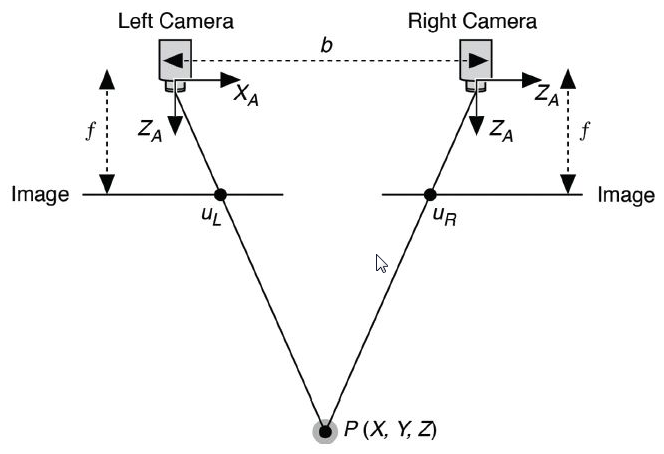 Left Camera Right Camera
b
X_A Z_A
f Z_A Z_A f
Image Image
u_L u_R
P (X, Y, Z)